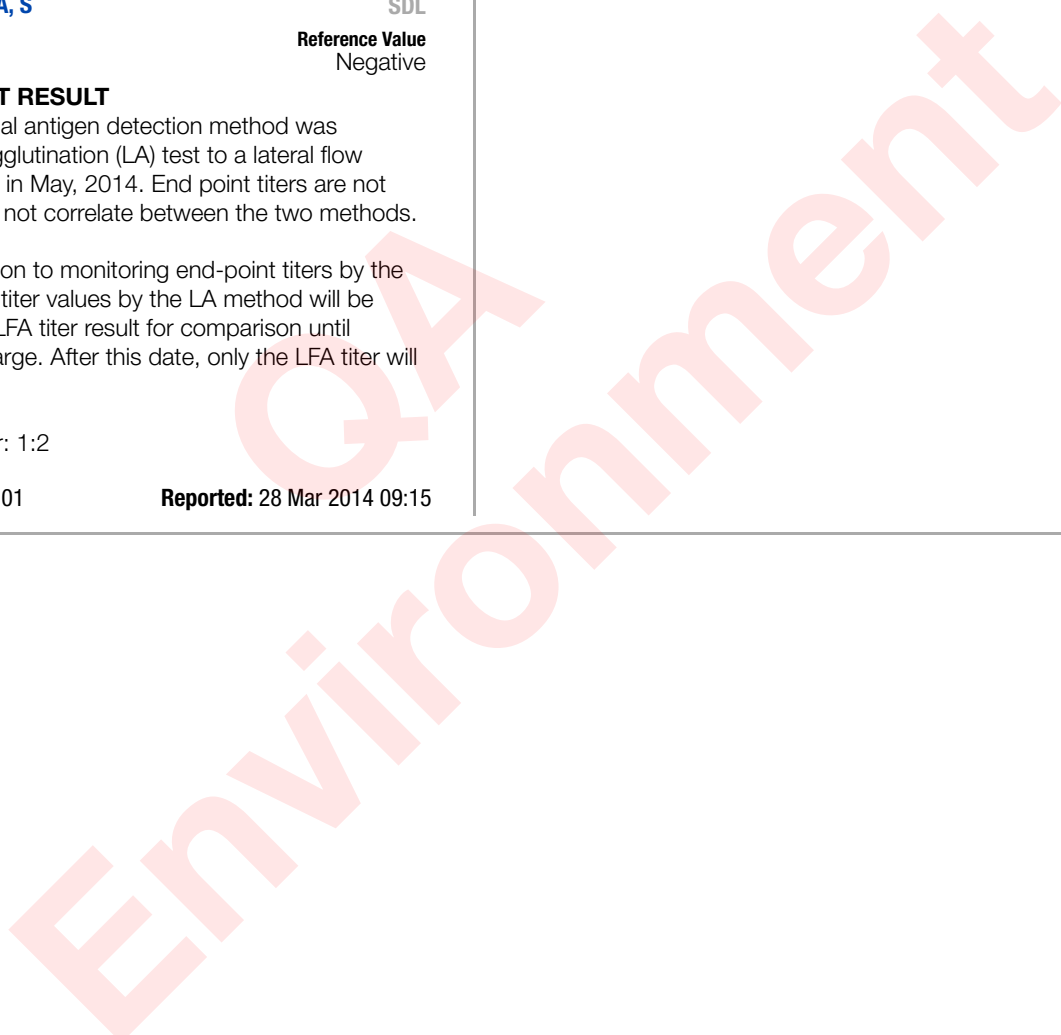 A, S
SDL
Reference Value
Negative
T RESULT
al antigen detection method was
gglutination (LA) test to a lateral flow
in May, 2014. End point titers are not
not correlate between the two methods.
on to monitoring end-point titers by the
titer values by the LA method will be
LFA titer result for comparison until
arge. After this date, only the LFA titer will
r: 1:2
01 Reported: 28 Mar 2014 09:15
QA
Environment